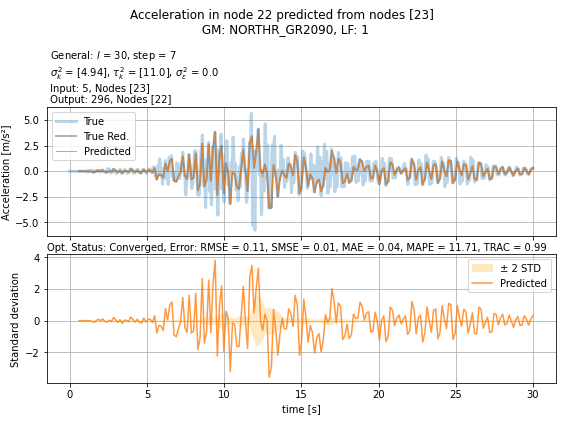 Acceleration in node 22 predicted from nodes [23]
GM: NORTHR_GR2090, LF: 1
General: l = 30, step = 7
σ²ₖ = [4.94], τ²ₖ = [11.0], σ²ε = 0.0
Input: 5, Nodes [23]
Output: 296, Nodes [22]
Acceleration [m/s²]
5.0
2.5
0.0
−2.5
−5.0
True
True Red.
Predicted
Opt. Status: Converged, Error: RMSE = 0.11, SMSE = 0.01, MAE = 0.04, MAPE = 11.71, TRAC = 0.99
Standard deviation
4
2
0
−2
± 2 STD
Predicted
0 5 10 15 20 25 30
time [s]